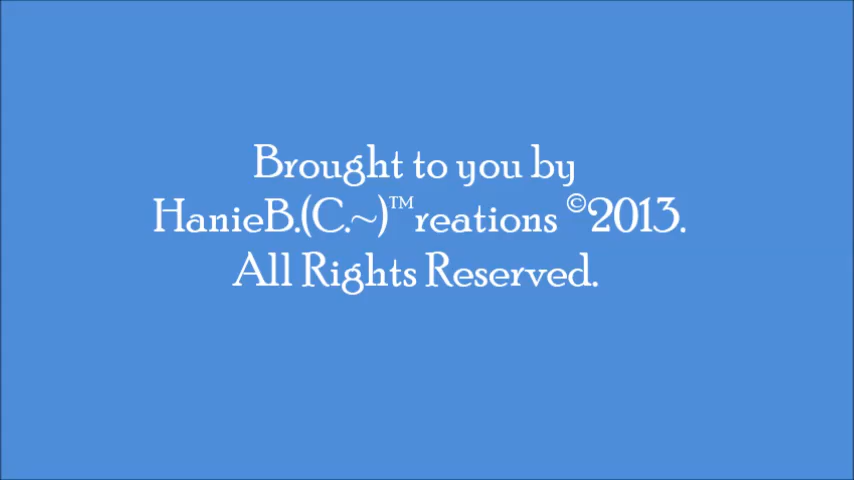 Brought to you by
HanieB.(C.~)™reations ©2013.
All Rights Reserved.